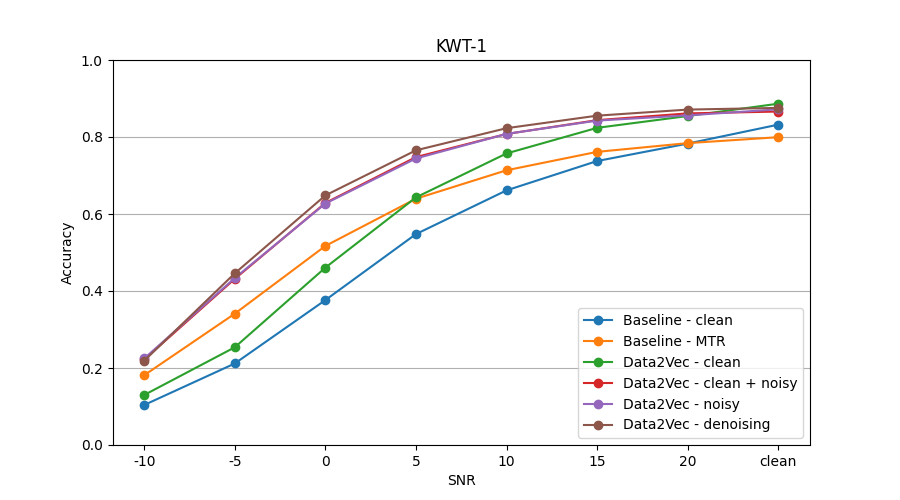 KWT-1
1.0
0.8
0.6
0.4
0.2
0.0
Accuracy
-10 -5 0 5 10 15 20 clean
SNR
Baseline - clean
Baseline - MTR
Data2Vec - clean
Data2Vec - clean + noisy
Data2Vec - noisy
Data2Vec - denoising